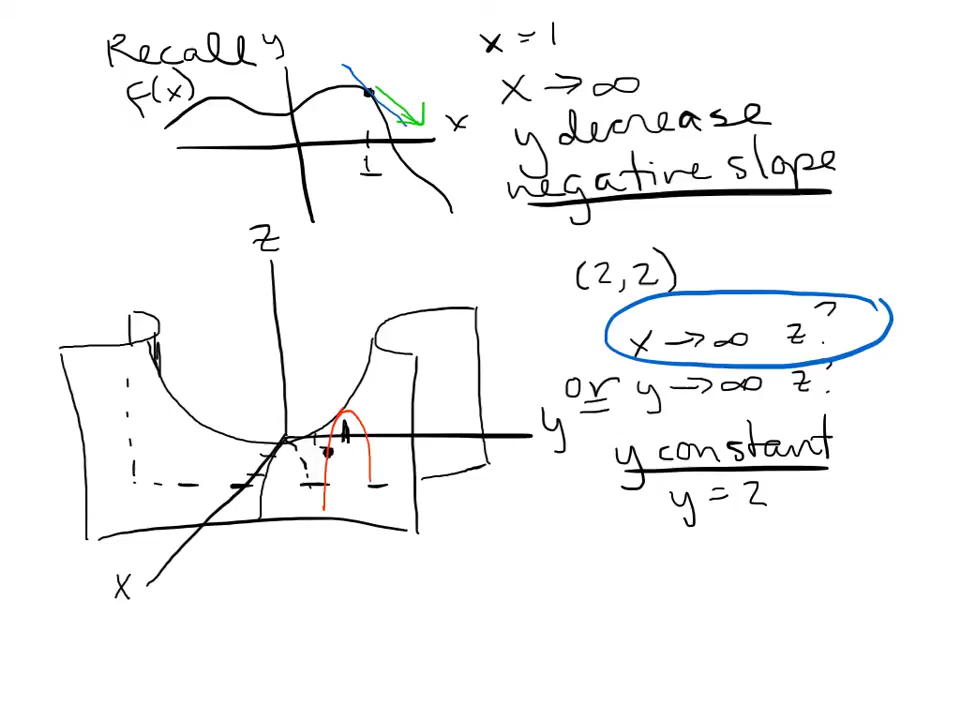 Recall y
F(x)
x
1
x = 1
x → ∞
y decrease
negative slope
z
(2,2)
x → ∞ z?
or y → ∞ z?
y
y constant
y = 2
x